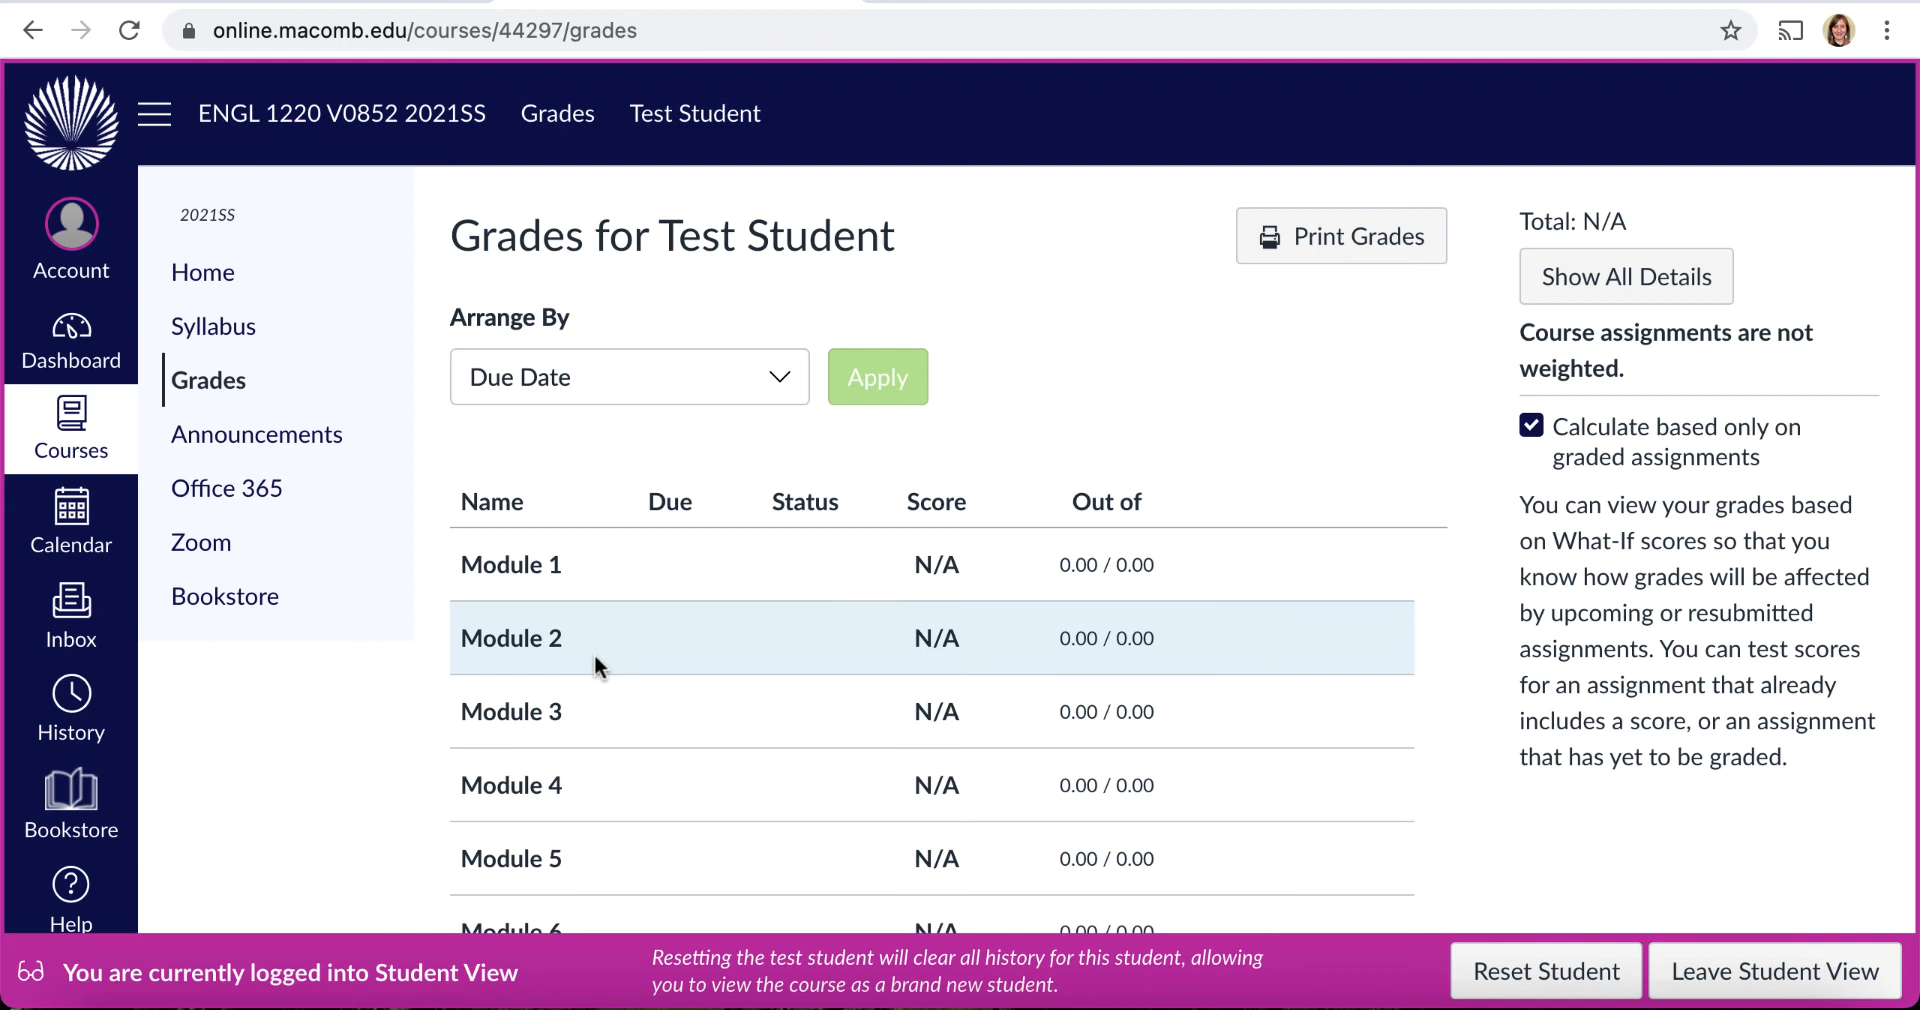 online.macomb.edu/courses/44297/grades
ENGL 1220 V0852 2021SS Grades Test Student
Account
Dashboard
Courses
Calendar
Inbox
History
Bookstore
Help
2021SS
Home
Syllabus
Grades
Announcements
Office 365
Zoom
Bookstore
Grades for Test Student
Print Grades
Arrange By
Due Date
Apply
Name Due Status Score Out of
Module 1 N/A 0.00 / 0.00
Module 2 N/A 0.00 / 0.00
Module 3 N/A 0.00 / 0.00
Module 4 N/A 0.00 / 0.00
Module 5 N/A 0.00 / 0.00
Module 6 N/A 0.00 / 0.00
Total: N/A
Show All Details
Course assignments are not
weighted.
Calculate based only on
graded assignments
You can view your grades based
on What-If scores so that you
know how grades will be affected
by upcoming or resubmitted
assignments. You can test scores
for an assignment that already
includes a score, or an assignment
that has yet to be graded.
You are currently logged into Student View
Resetting the test student will clear all history for this student, allowing
you to view the course as a brand new student.
Reset Student
Leave Student View